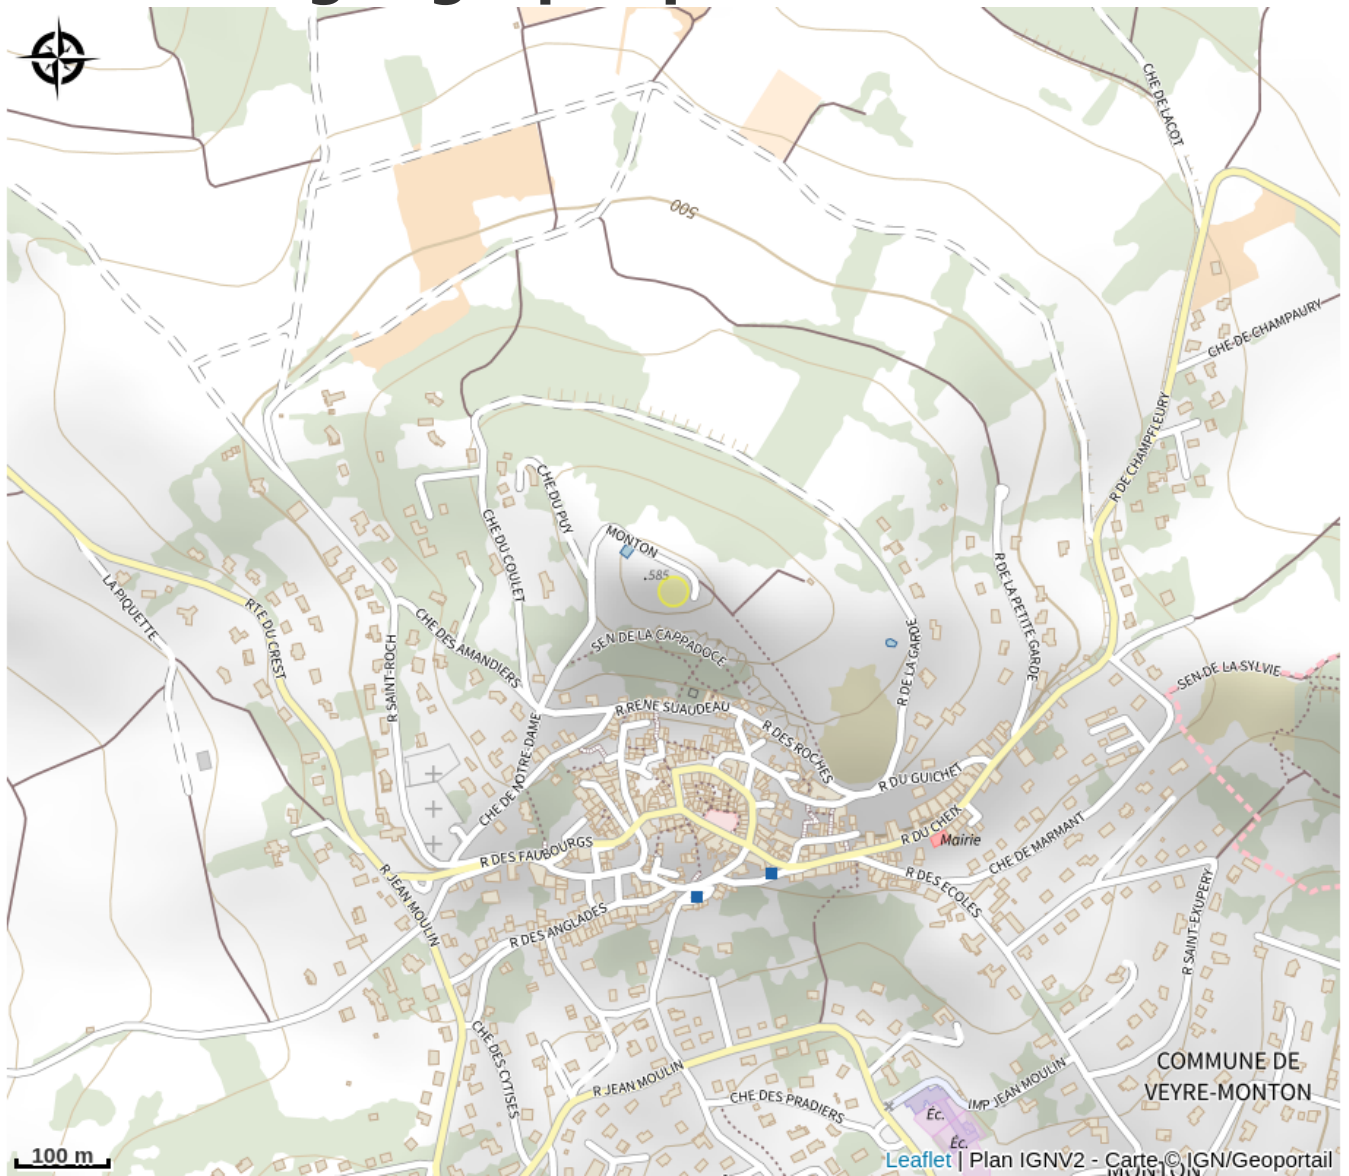 CHE DE LACOT
500
CHE DE CHAMPAURY
R DE CHAMPFLEURY
CHE DU PUY
CHE DU COULET
MONTON
.585
R DE LA PETITE GARDE
LA PIQUETTE
RTE DU CREST
R SAINT-ROCH
CHE DES AMANDIERS
SEN DE LA CAPPADOCE
R DE LA GARDE
SEN DE LA SYLVIE
R RENE SUAUDEAU
R DES ROCHES
CHE DE NOTRE-DAME
R DU GUICHET
R DU CHEIX
Mairie
CHE DE MARMANT
R DES FAUBOURGS
R JEAN MOULIN
R DES ECOLES
R SAINT-EXUPERY
R DES ANGLADES
CHE DES CYTISES
R JEAN MOULIN
CHE DES PRADIERS
IMP JEAN MOULIN
COMMUNE DE
VEYRE-MONTON
Éc.
Éc.
100 m
MONTON
Leaflet | Plan IGNV2 - Carte © IGN/Geoportail